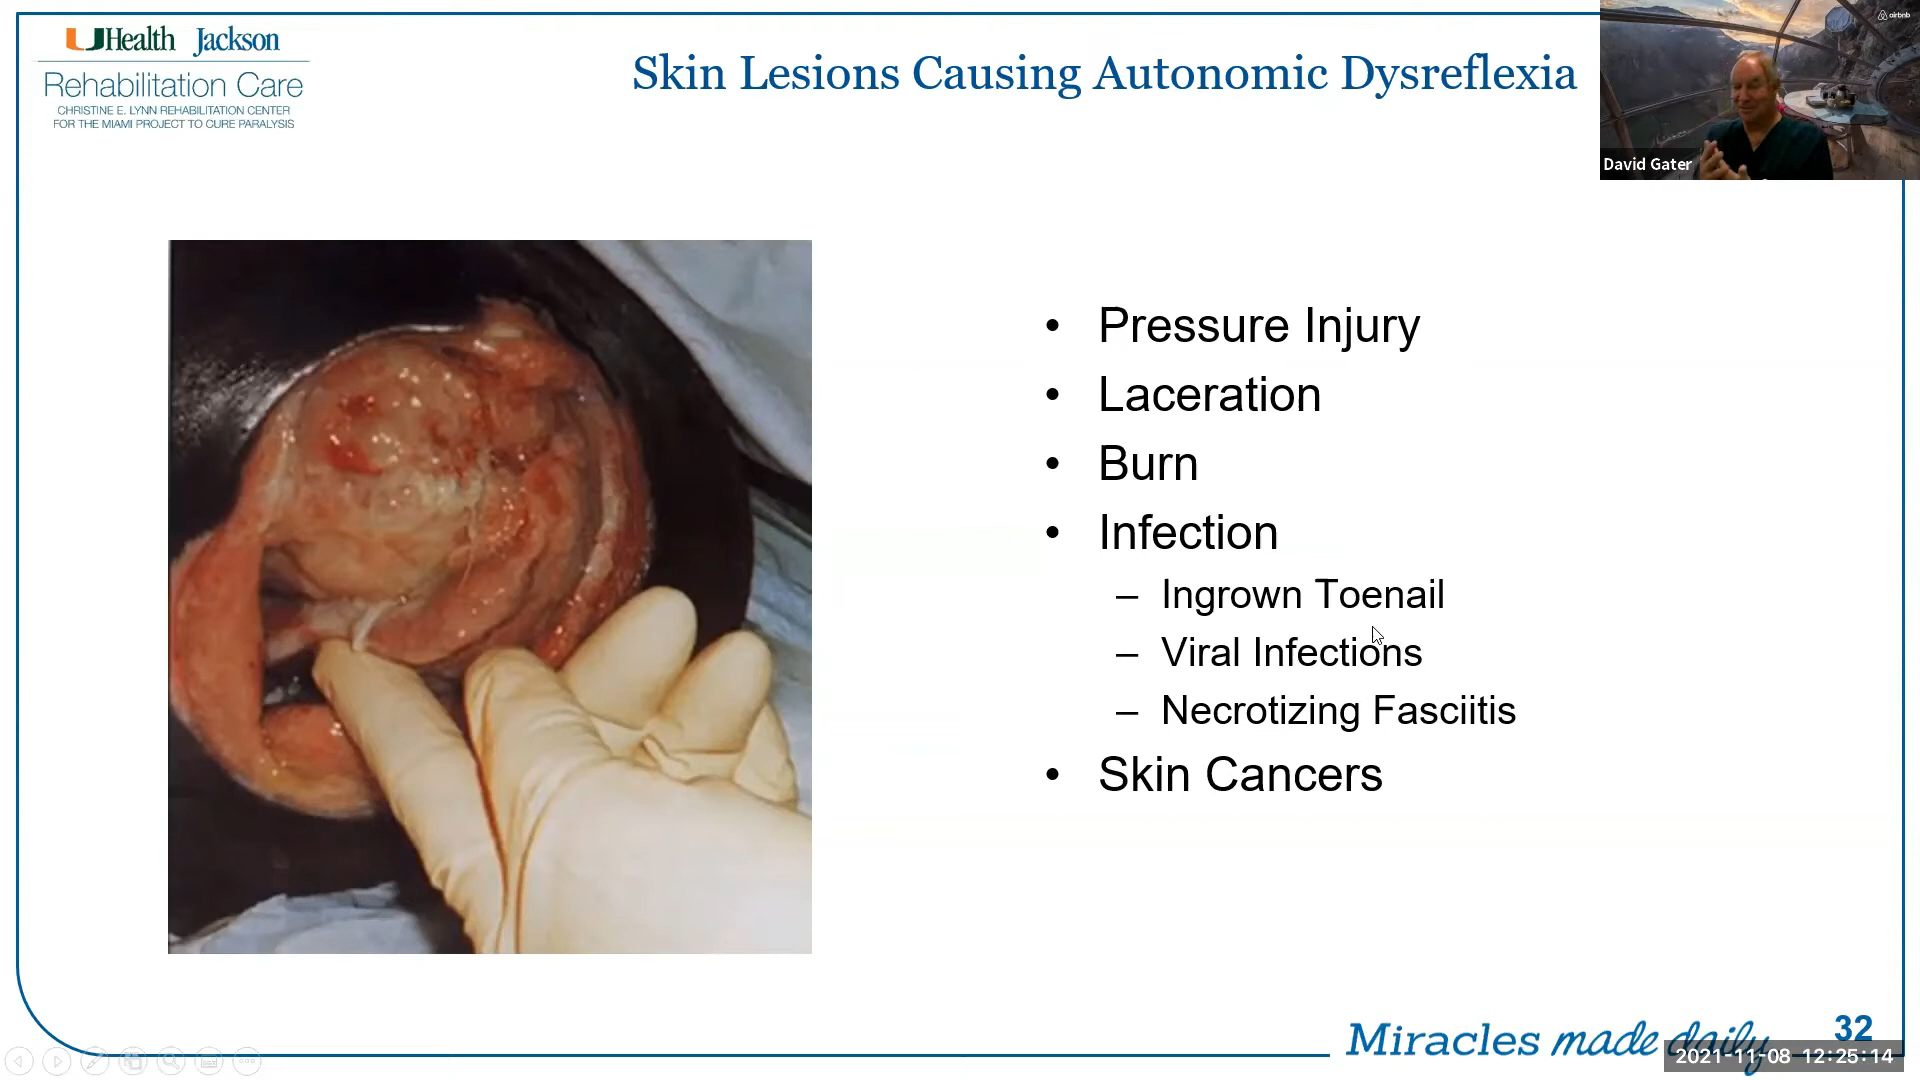 UHealth Jackson
Rehabilitation Care
CHRISTINE E. LYNN REHABILITATION CENTER
FOR THE MIAMI PROJECT TO CURE PARALYSIS
Skin Lesions Causing Autonomic Dysreflexia
airbnb
David Gater
• Pressure Injury
• Laceration
• Burn
• Infection
– Ingrown Toenail
– Viral Infections
– Necrotizing Fasciitis
• Skin Cancers
Miracles made daily
32
2021-11-08 12:25:14